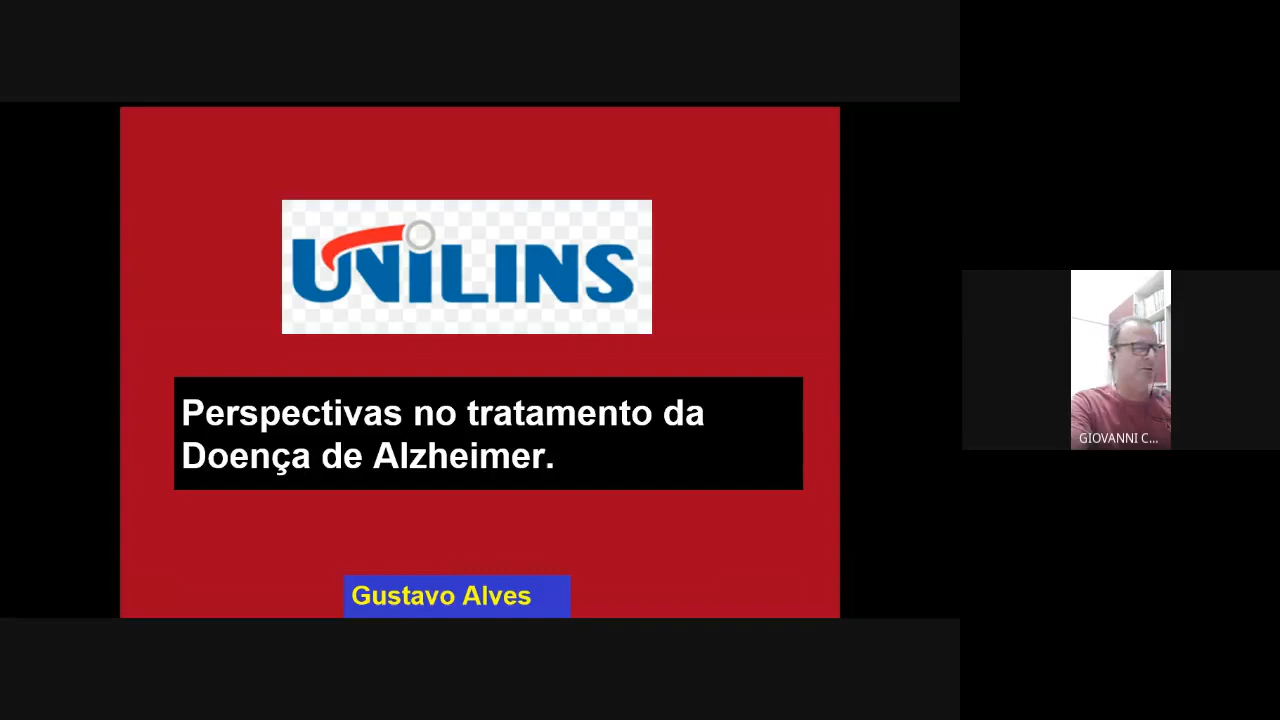 UNILINS
Perspectivas no tratamento da
Doença de Alzheimer.
Gustavo Alves
GIOVANNI C...